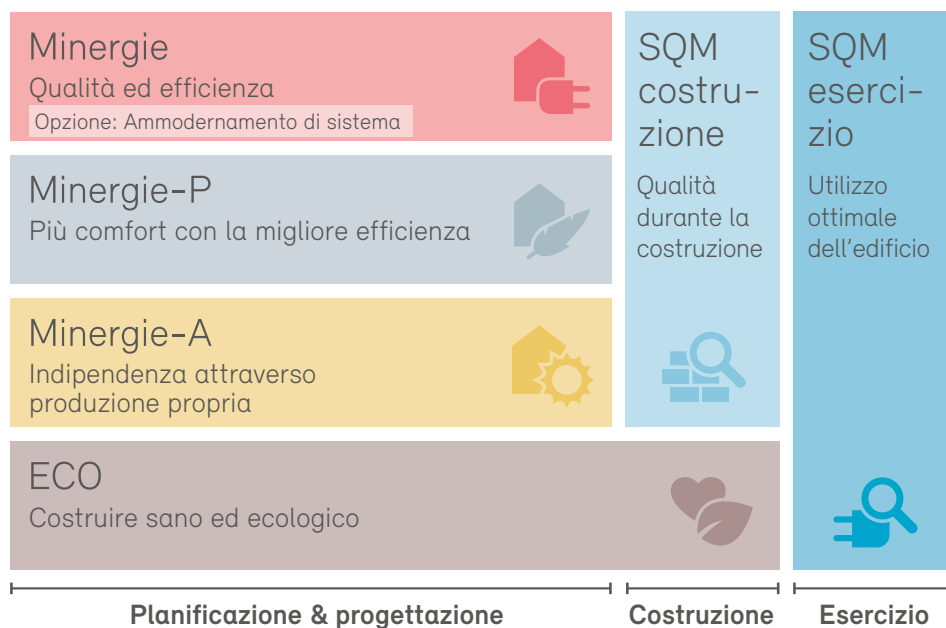 Minergie
Qualità ed efficienza
Opzione: Ammodernamento di sistema
Minergie-P
Più comfort con la migliore efficienza
Minergie-A
Indipendenza attraverso
produzione propria
ECO
Costruire sano ed ecologico
SQM
costru-
zione
Qualità
durante la
costruzione
SQM
eserci-
zio
Utilizzo
ottimale
dell'edificio
Planificazione & progettazione
Costruzione
Esercizio